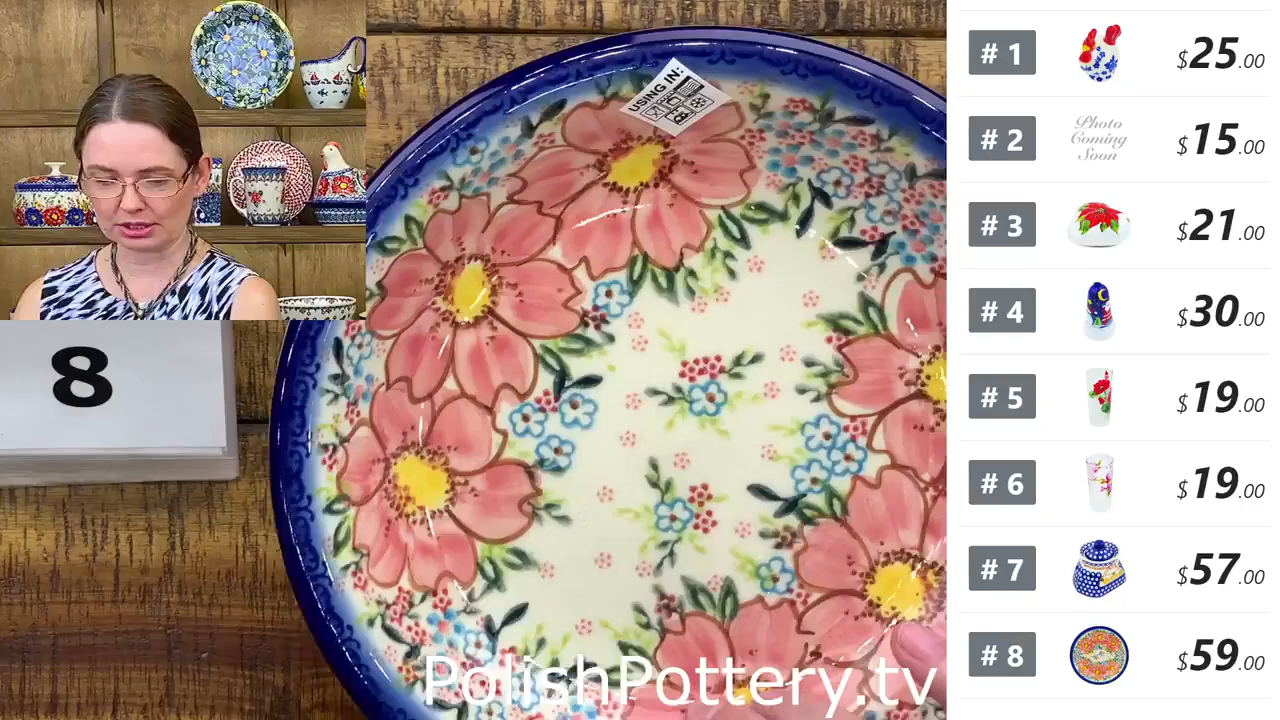 USING IN:
8
PolishPottery.tv
# 1 $25.00
# 2 Photo Coming Soon $15.00
# 3 $21.00
# 4 $30.00
# 5 $19.00
# 6 $19.00
# 7 $57.00
# 8 $59.00